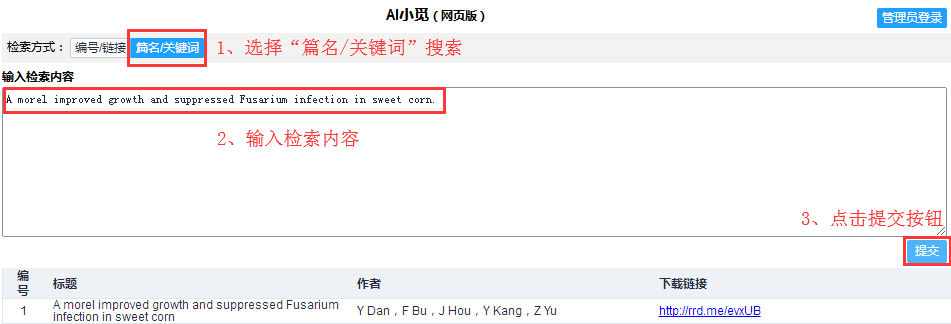 AI小觅（网页版）
管理员登录
检索方式： 编号/链接 篇名/关键词 1、选择“篇名/关键词”搜索
输入检索内容
A morel improved growth and suppressed Fusarium infection in sweet corn.
2、输入检索内容
3、点击提交按钮
提交
编号 标题 作者 下载链接
1 A morel improved growth and suppressed Fusarium infection in sweet corn Y Dan，F Bu，J Hou，Y Kang，Z Yu http://rrd.me/evxUB